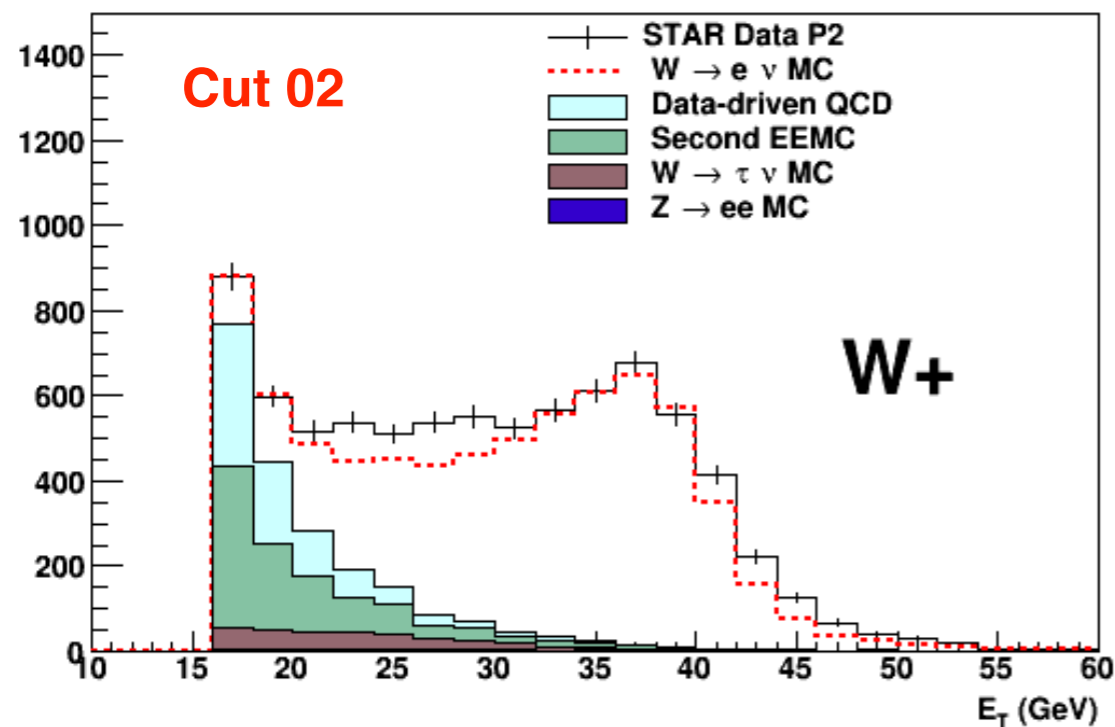 1400
1200
1000
800
600
400
200
0
Cut 02
STAR Data P2
W → e ν MC
Data-driven QCD
Second EEMC
W → τ ν MC
Z → ee MC
W+
10 15 20 25 30 35 40 45 50 55 60
E_T (GeV)